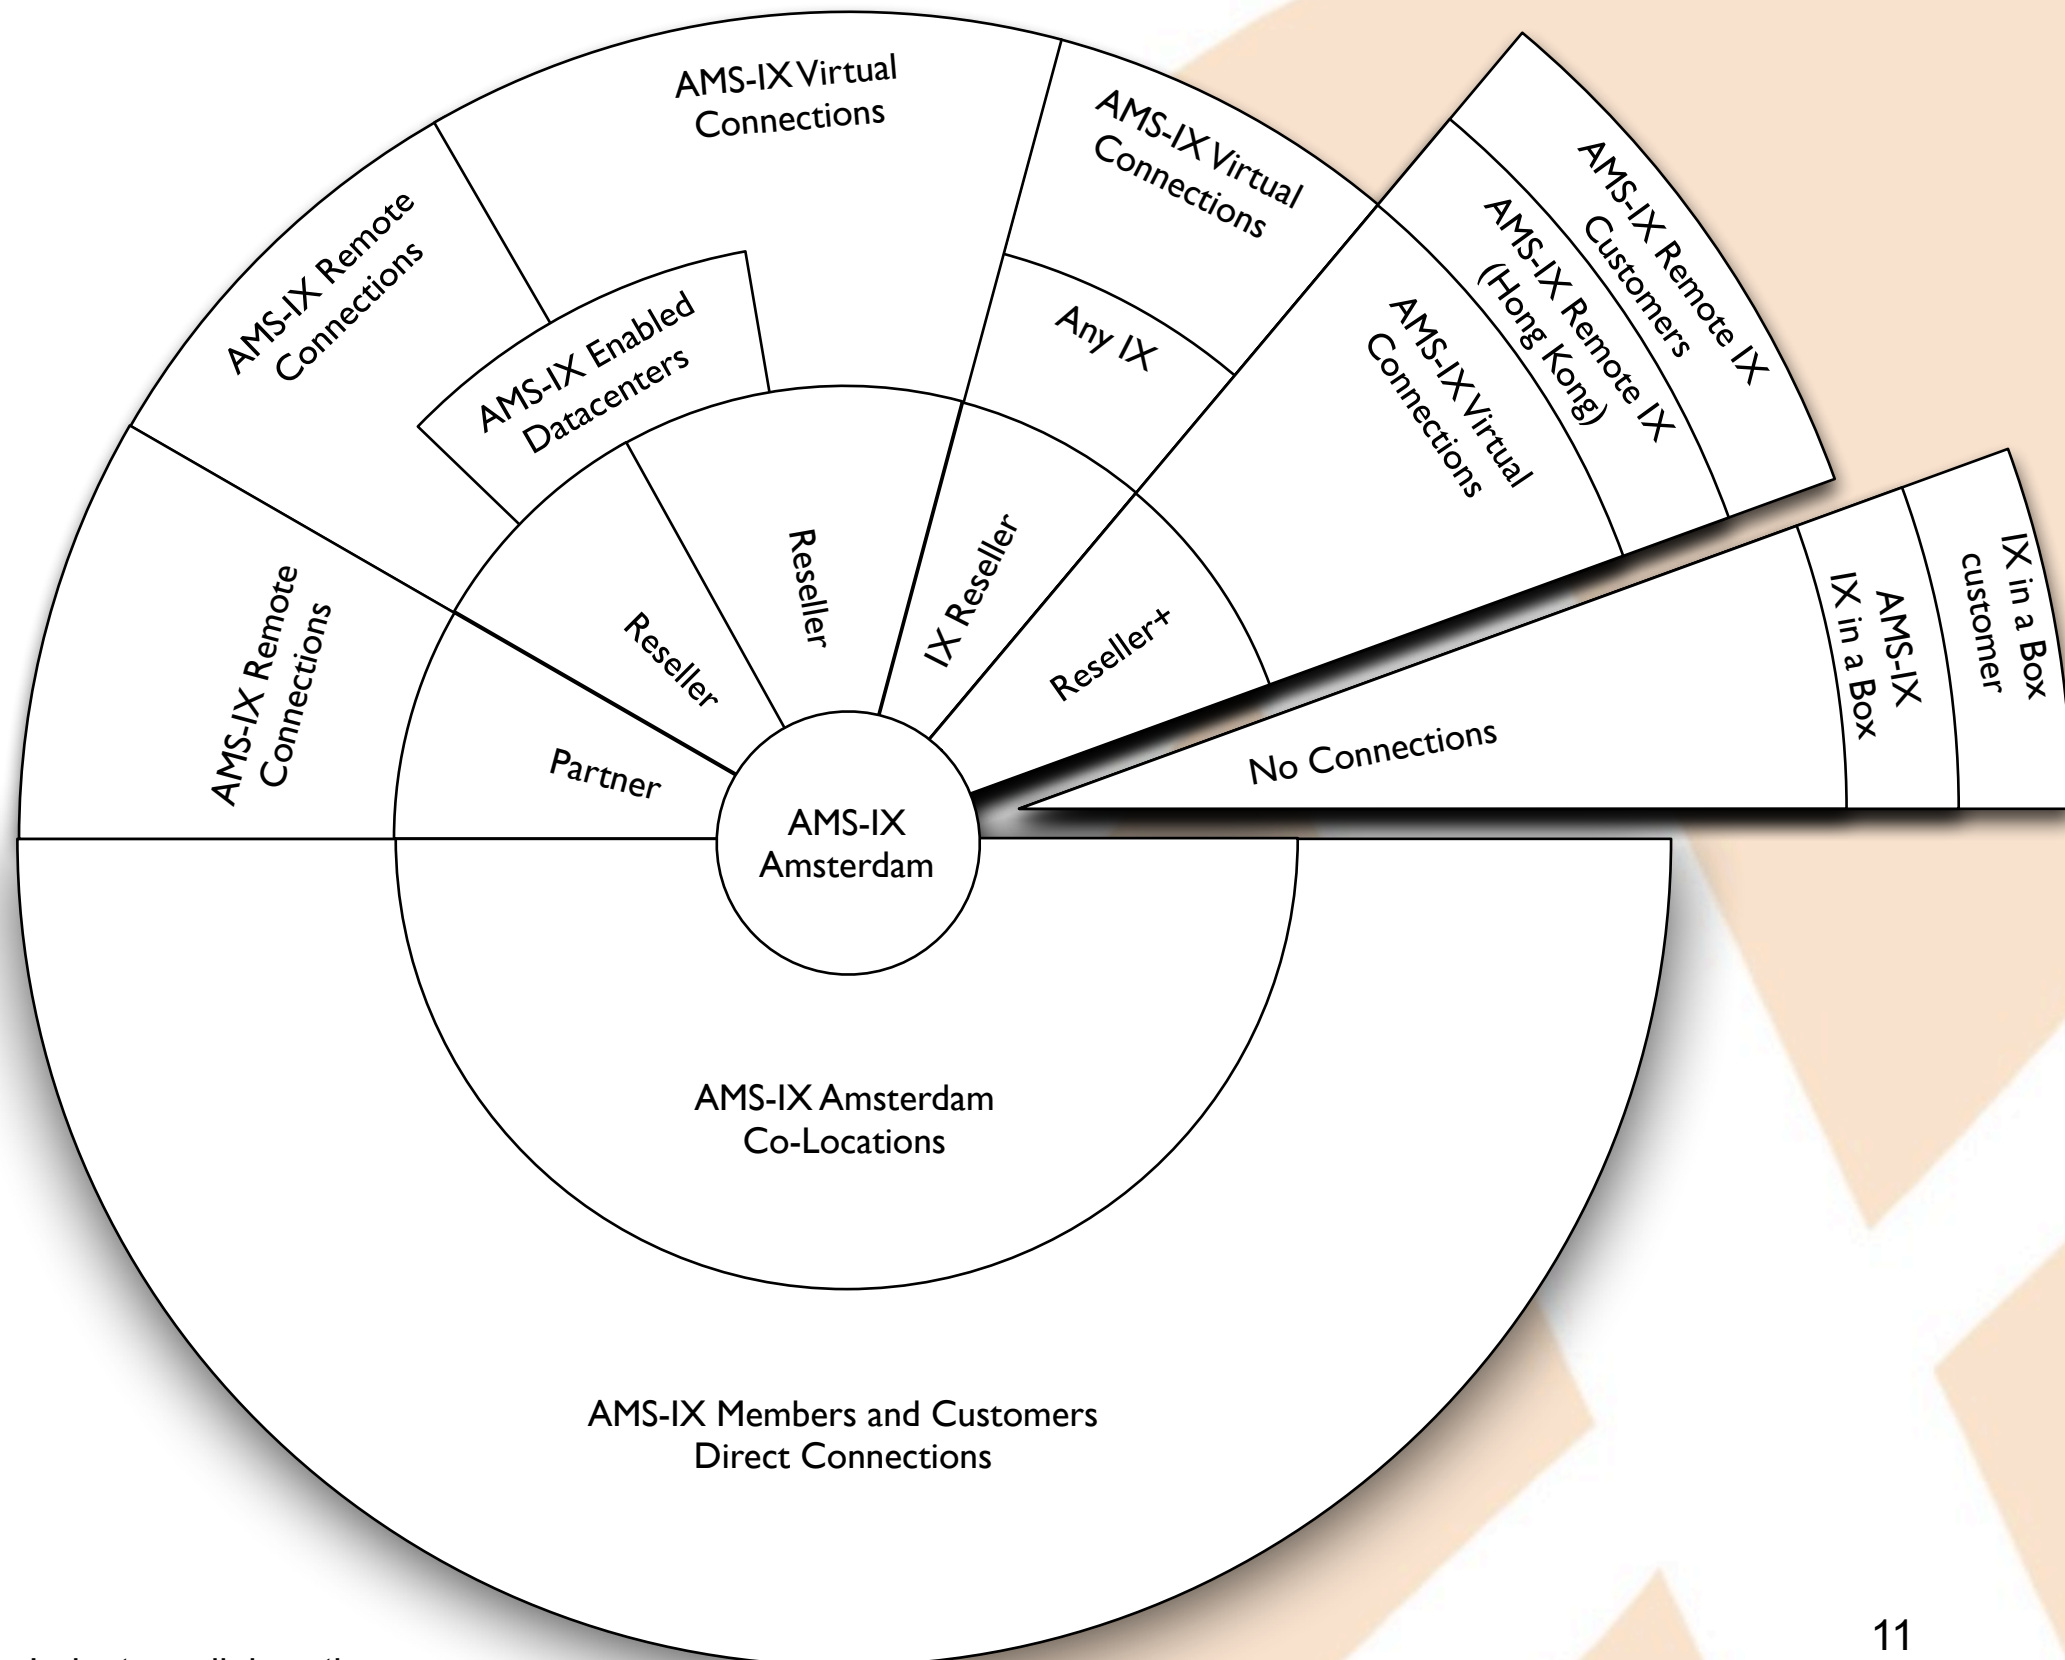 AMS-IX Virtual
Connections
AMS-IX Virtual
Connections
AMS-IX Remote IX
Customers
AMS-IX Remote IX
(Hong Kong)
AMS-IX Virtual
Connections
AMS-IX Remote
Connections
AMS-IX Enabled
Datacenters
Any IX
AMS-IX Remote
Connections
Reseller
Reseller
IX Reseller
Reseller+
Partner
No Connections
AMS-IX
IX in a Box
IX in a Box
customer
AMS-IX
Amsterdam
AMS-IX Amsterdam
Co-Locations
AMS-IX Members and Customers
Direct Connections
11